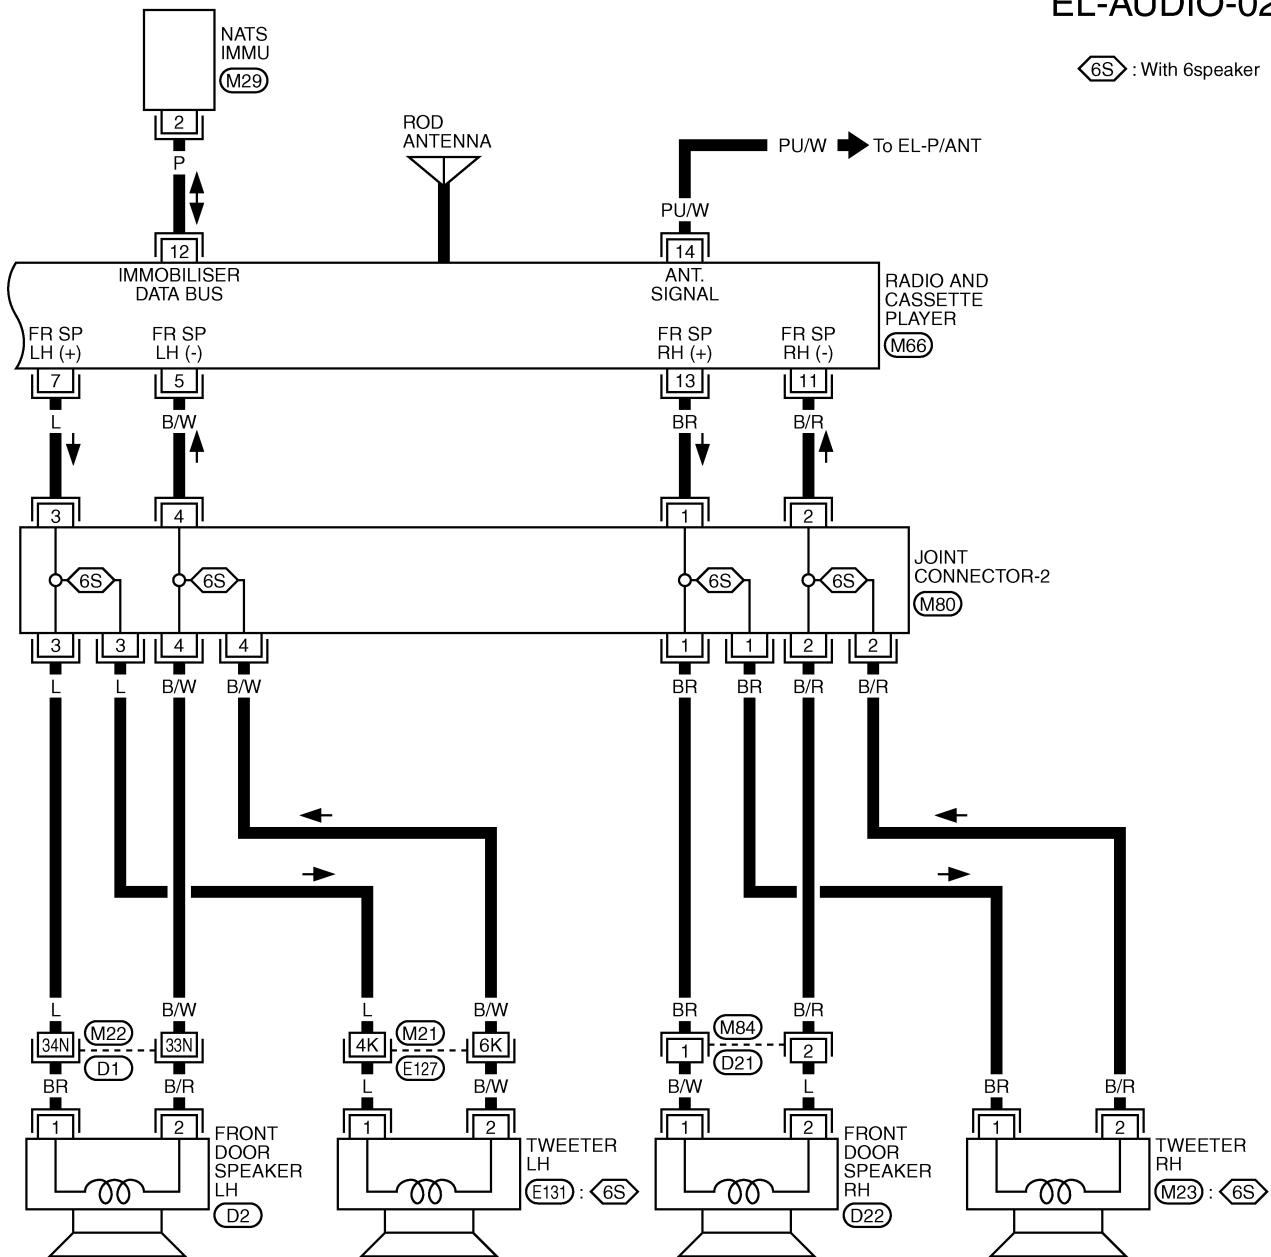 EL-AUDIO-02
6S : With 6speaker
NATS
IMMU
M29
2
P
ROD
ANTENNA
PU/W To EL-P/ANT
PU/W
12
14
IMMOBILISER
DATA BUS
ANT.
SIGNAL
RADIO AND
CASSETTE
PLAYER
M66
FR SP
LH (+)
FR SP
LH (-)
FR SP
RH (+)
FR SP
RH (-)
7 5 13 11
L B/W BR B/R
3 4 1 2
6S 6S 6S 6S
JOINT
CONNECTOR-2
M80
3 3 4 4 1 1 2 2
L L B/W B/W BR BR B/R B/R
L B/W L B/W BR B/R
34N M22 33N 4K M21 6K 1 M84 2
D1 E127 D21
BR B/R L B/W B/W L BR B/R
1 2 1 2 1 2 1 2
FRONT
DOOR
SPEAKER
LH
D2
TWEETER
LH
E131 : 6S
FRONT
DOOR
SPEAKER
RH
D22
TWEETER
RH
M23 : 6S